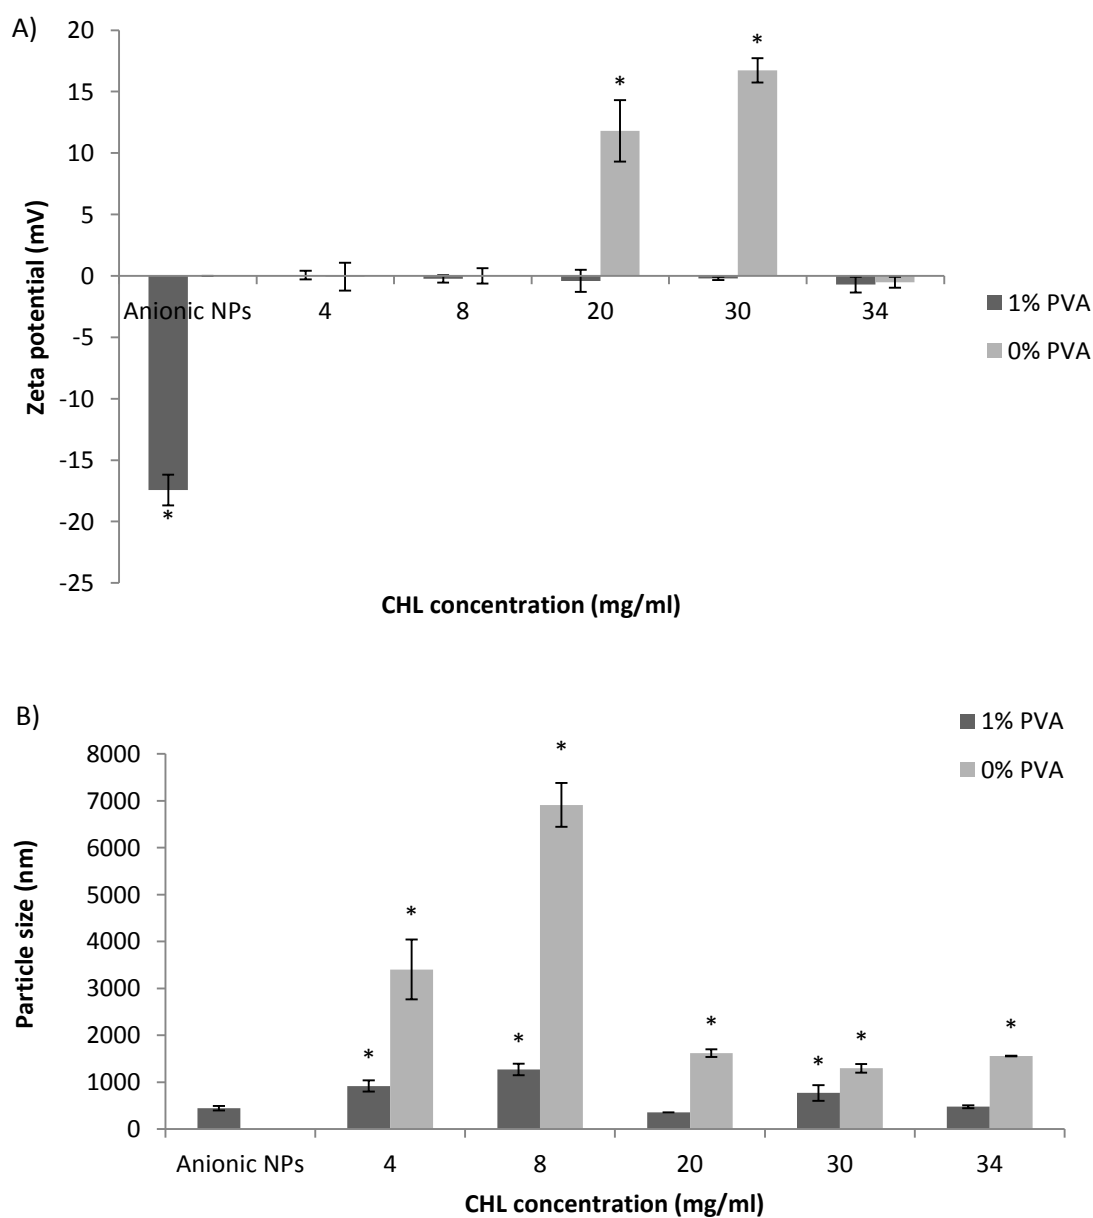 A)
20
*
*
15
10
5
0
Anionic NPs 4 8 20 30 34
1% PVA
0% PVA
-5
-10
-15
-20
*
-25
Zeta potential (mV)
CHL concentration (mg/ml)
B)
1% PVA
0% PVA
8000
*
7000
6000
5000
*
4000
3000
2000
* * * * * *
1000
0
Particle size (nm)
Anionic NPs 4 8 20 30 34
CHL concentration (mg/ml)